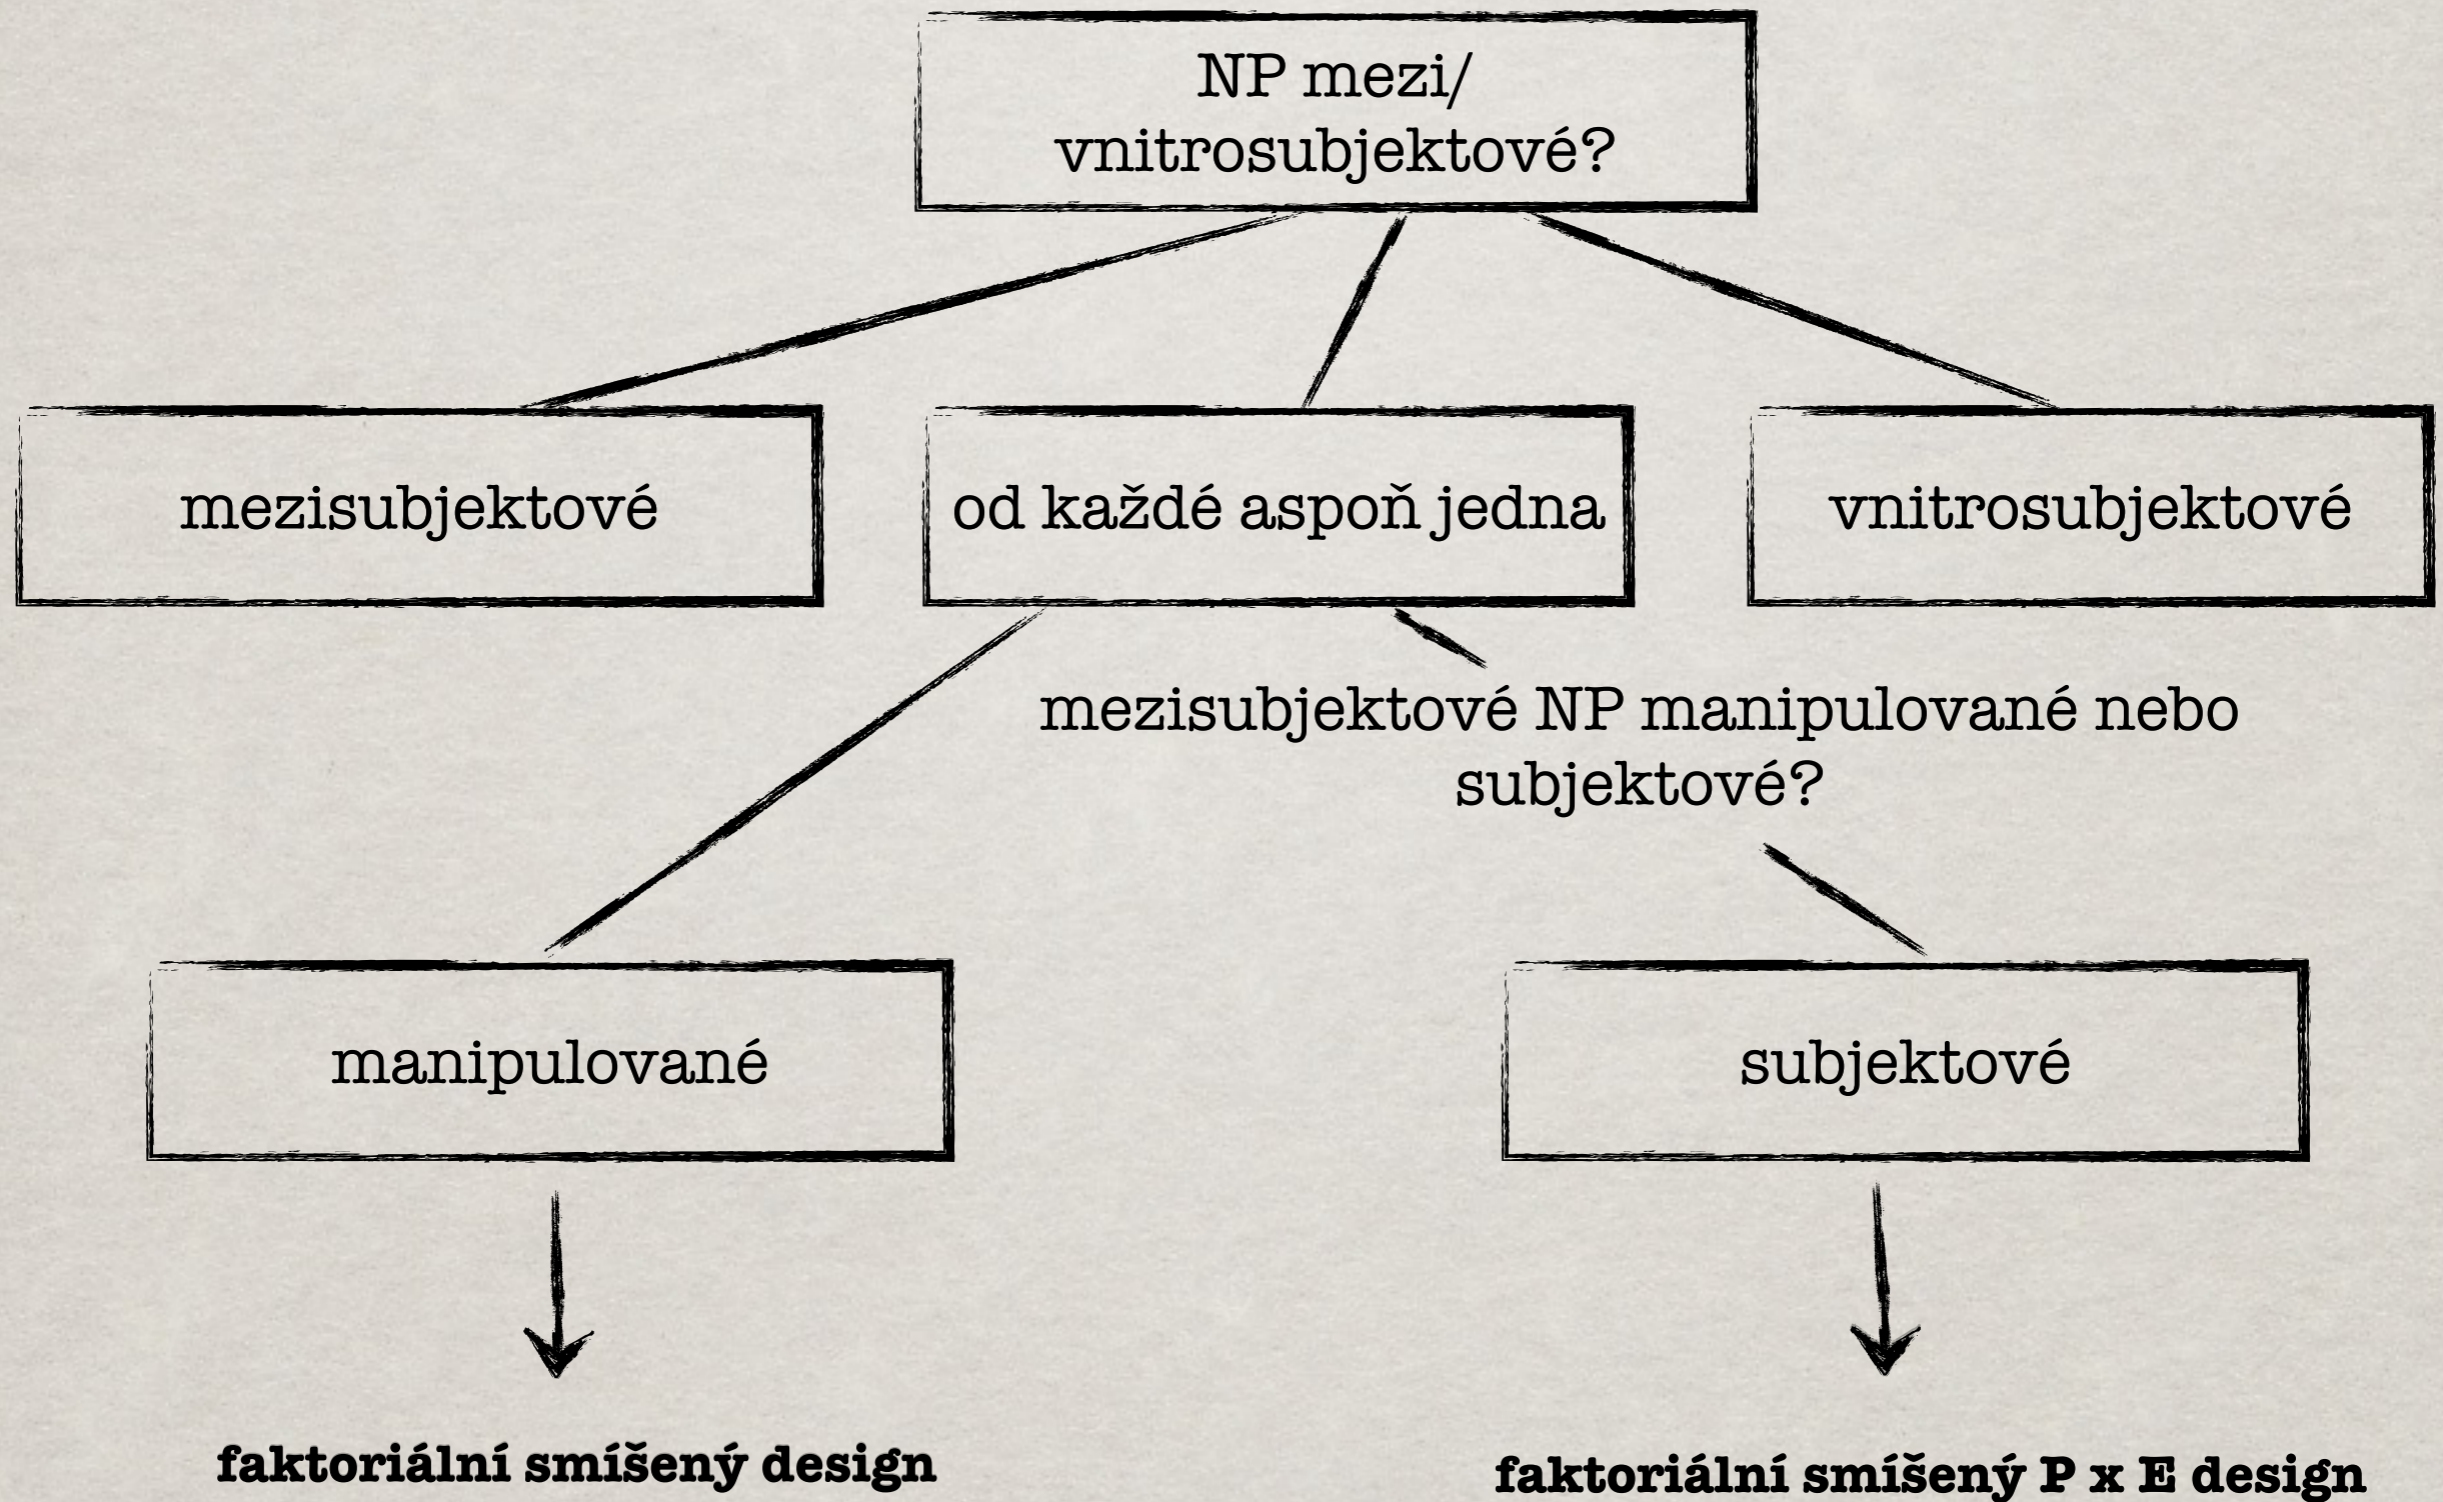 NP mezi/
vnitrosubjektové?
mezisubjektové
od každé aspoň jedna
vnitrosubjektové
mezisubjektové NP manipulované nebo
subjektové?
manipulované
subjektové
faktoriální smíšený design
faktoriální smíšený P x E design